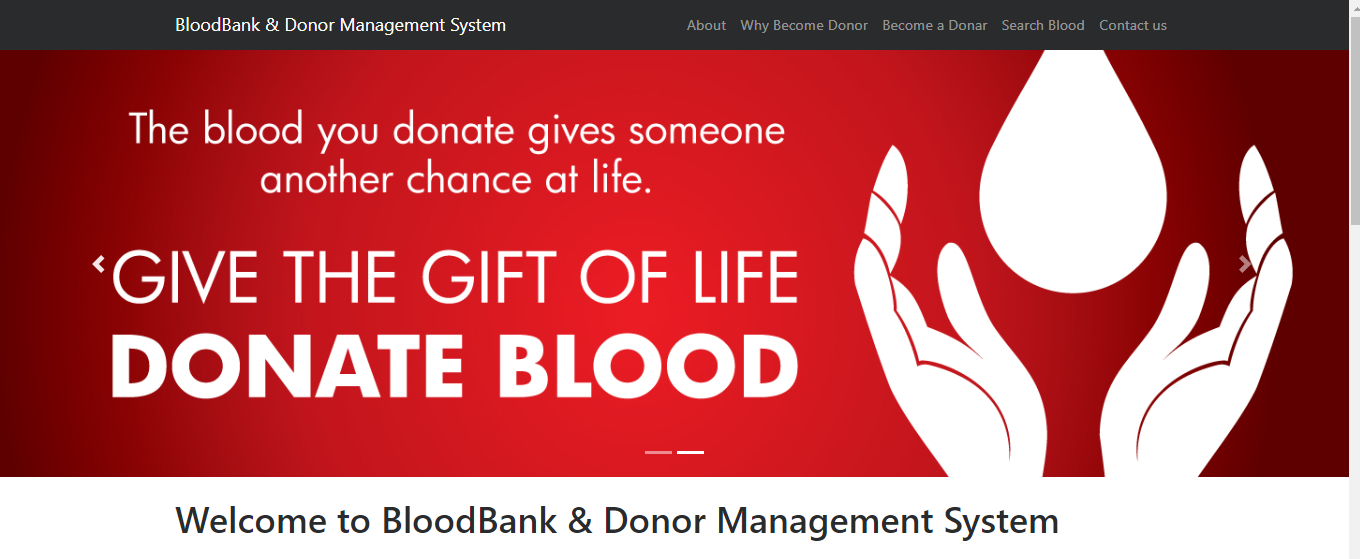 BloodBank & Donor Management System
About Why Become Donor Become a Donar Search Blood Contact us
The blood you donate gives someone
another chance at life.
GIVE THE GIFT OF LIFE
DONATE BLOOD
Welcome to BloodBank & Donor Management System